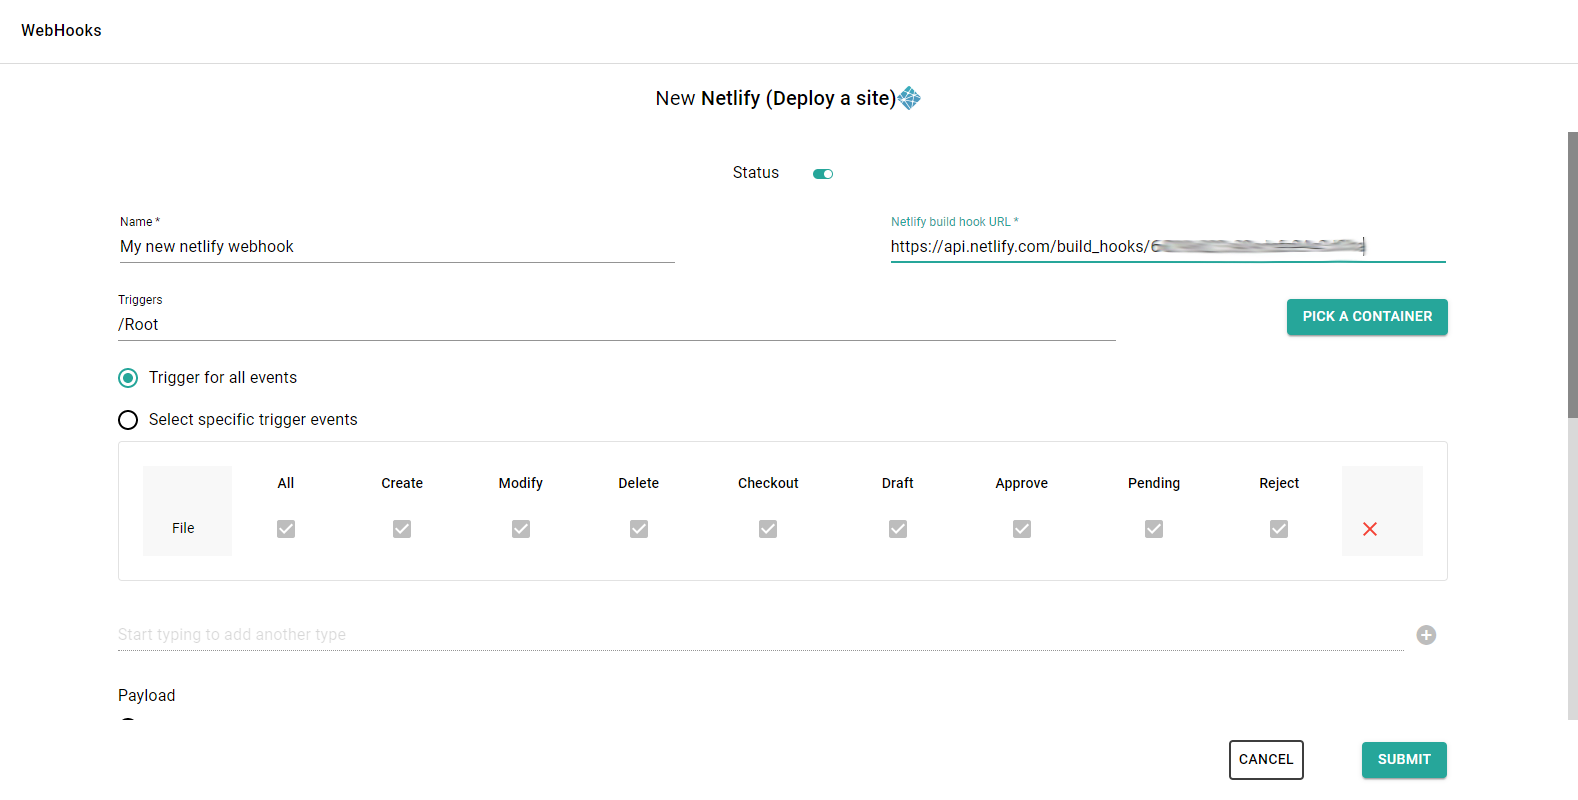 WebHooks
New Netlify (Deploy a site)
Status
Name *
Netlify build hook URL *
My new netlify webhook
https://api.netlify.com/build_hooks/6
Triggers
/Root
PICK A CONTAINER
Trigger for all events
Select specific trigger events
All Create Modify Delete Checkout Draft Approve Pending Reject
File
Start typing to add another type
Payload
CANCEL SUBMIT